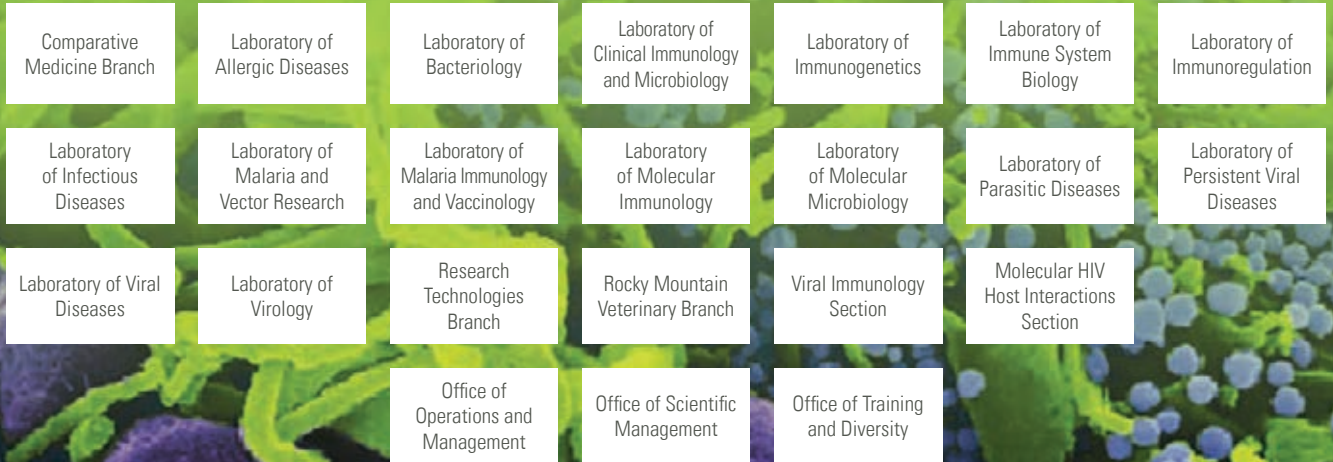 Comparative
Medicine Branch
Laboratory of
Allergic Diseases
Laboratory of
Bacteriology
Laboratory of
Clinical Immunology
and Microbiology
Laboratory of
Immunogenetics
Laboratory of
Immune System
Biology
Laboratory of
Immunoregulation
Laboratory
of Infectious
Diseases
Laboratory of
Malaria and
Vector Research
Laboratory of
Malaria Immunology
and Vaccinology
Laboratory
of Molecular
Immunology
Laboratory
of Molecular
Microbiology
Laboratory of
Parasitic Diseases
Laboratory of
Persistent Viral
Diseases
Laboratory of Viral
Diseases
Laboratory of
Virology
Research
Technologies
Branch
Rocky Mountain
Veterinary Branch
Viral Immunology
Section
Molecular HIV
Host Interactions
Section
Office of
Operations and
Management
Office of Scientific
Management
Office of Training
and Diversity